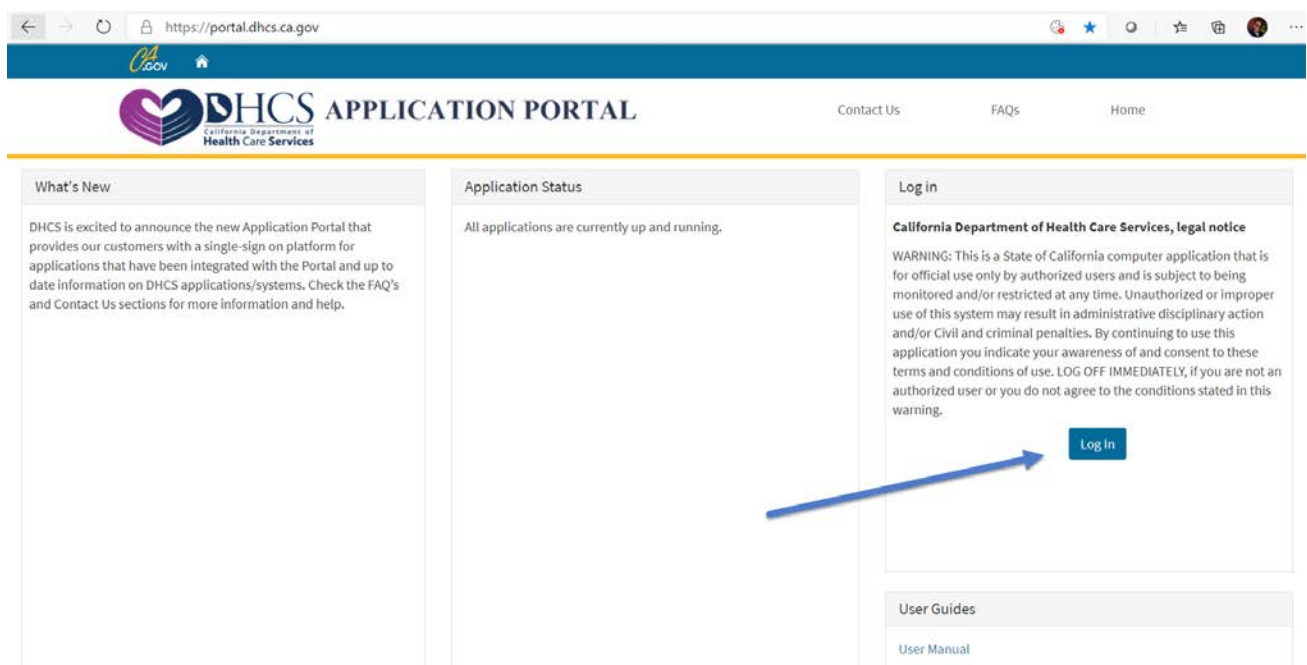 https://portal.dhcs.ca.gov
CA.GOV
DHCS APPLICATION PORTAL
California Department of
Health Care Services
Contact Us
FAQs
Home
What's New
DHCS is excited to announce the new Application Portal that
provides our customers with a single-sign on platform for
applications that have been integrated with the Portal and up to
date information on DHCS applications/systems. Check the FAQ's
and Contact Us sections for more information and help.
Application Status
All applications are currently up and running.
Log in
California Department of Health Care Services, legal notice
WARNING: This is a State of California computer application that is
for official use only by authorized users and is subject to being
monitored and/or restricted at any time. Unauthorized or improper
use of this system may result in administrative disciplinary action
and/or Civil and criminal penalties. By continuing to use this
application you indicate your awareness of and consent to these
terms and conditions of use. LOG OFF IMMEDIATELY, if you are not an
authorized user or you do not agree to the conditions stated in this
warning.
Log In
User Guides
User Manual